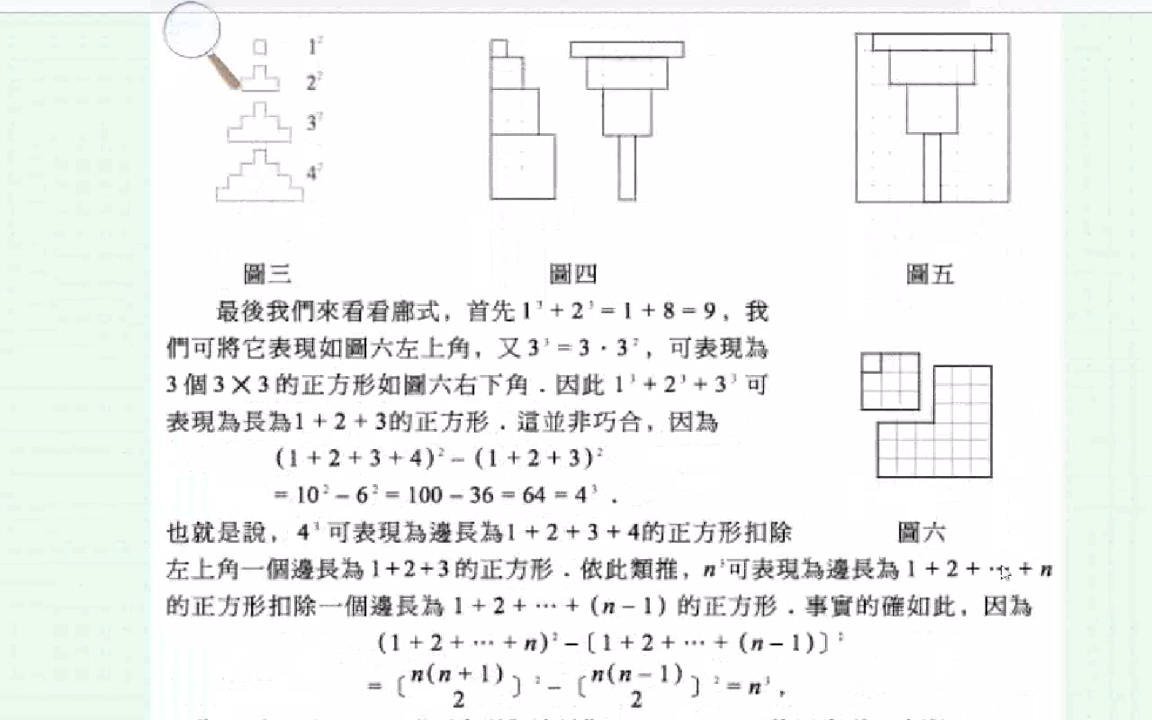 1²
2²
3²
4²
圖三
圖四
圖五
最後我們來看看廊式，首先 1³ + 2³ = 1 + 8 = 9，我
們可將它表現如圖六左上角，又 3³ = 3 · 3²，可表現為
3 個 3 × 3 的正方形如圖六右下角．因此 1³ + 2³ + 3³ 可
表現為長為1 + 2 + 3的正方形．這並非巧合，因為
(1 + 2 + 3 + 4)² − (1 + 2 + 3)²
= 10² − 6² = 100 − 36 = 64 = 4³．
也就是說，4³ 可表現為邊長為1 + 2 + 3 + 4的正方形扣除
圖六
左上角一個邊長為 1+2+3 的正方形．依此類推，n³可表現為邊長為 1 + 2 + ⋯ + n
的正方形扣除一個邊長為 1 + 2 + ⋯ + (n − 1) 的正方形．事實的確如此，因為
(1 + 2 + ⋯ + n)² − 〔1 + 2 + ⋯ + (n − 1)〕²
= 〔n(n + 1)/2〕² − 〔n(n − 1)/2〕² = n³，